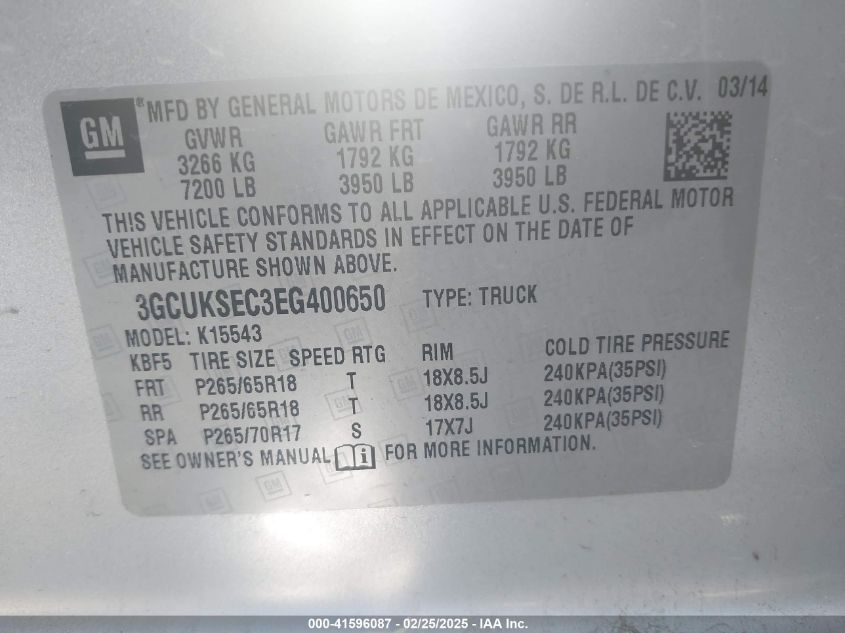 GM ® MFD BY GENERAL MOTORS DE MEXICO, S. DE R.L. DE C.V. 03/14
GVWR GAWR FRT GAWR RR
3266 KG 1792 KG 1792 KG
7200 LB 3950 LB 3950 LB
THIS VEHICLE CONFORMS TO ALL APPLICABLE U.S. FEDERAL MOTOR
VEHICLE SAFETY STANDARDS IN EFFECT ON THE DATE OF
MANUFACTURE SHOWN ABOVE.
3GCUKSEC3EG400650 TYPE: TRUCK
MODEL: K15543
KBF5 TIRE SIZE SPEED RTG RIM COLD TIRE PRESSURE
FRT P265/65R18 T 18X8.5J 240KPA(35PSI)
RR P265/65R18 T 18X8.5J 240KPA(35PSI)
SPA P265/70R17 S 17X7J 240KPA(35PSI)
SEE OWNER'S MANUAL FOR MORE INFORMATION.
000-41596087 - 02/25/2025 - IAA Inc.